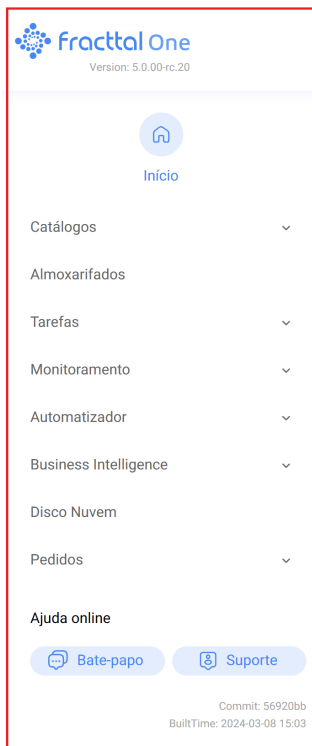 Fracttal One
Version: 5.0.00-rc.20
Início
Catálogos
Almoxarifados
Tarefas
Monitoramento
Automatizador
Business Intelligence
Disco Nuvem
Pedidos
Ajuda online
Bate-papo Suporte
Commit: 56920bb
BuiltTime: 2024-03-08 15:03